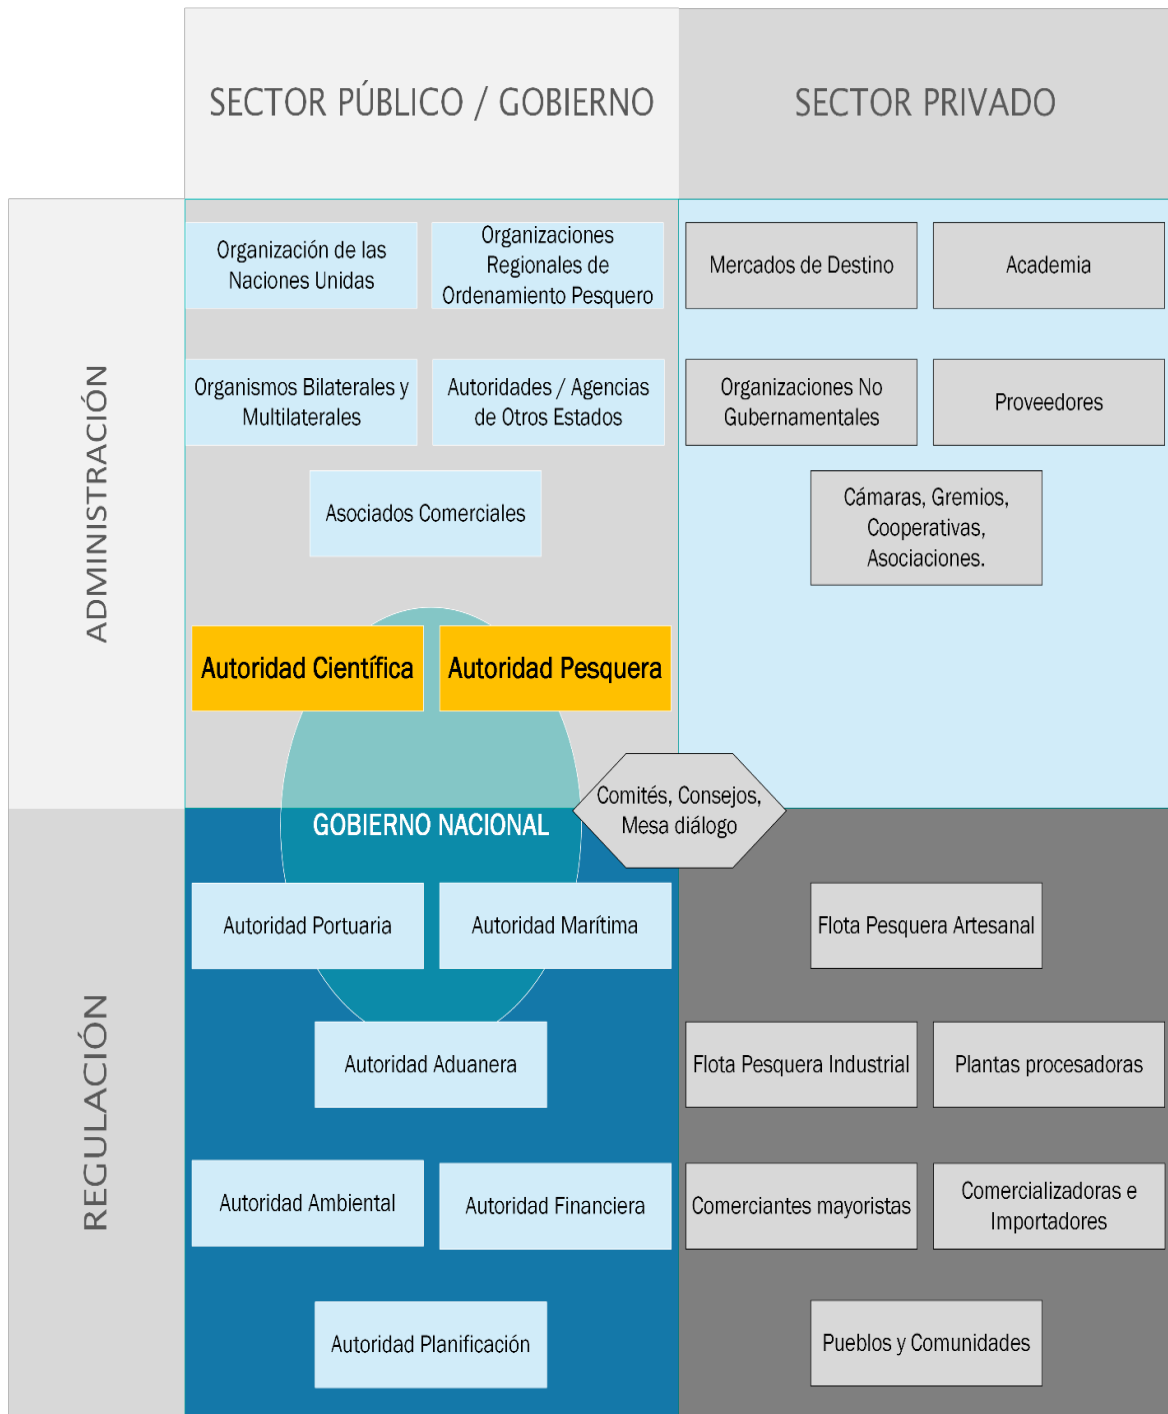 SECTOR PÚBLICO / GOBIERNO
SECTOR PRIVADO
ADMINISTRACIÓN
Organización de las
Naciones Unidas
Organizaciones
Regionales de
Ordenamiento Pesquero
Mercados de Destino
Academia
Organismos Bilaterales y
Multilaterales
Autoridades / Agencias
de Otros Estados
Organizaciones No
Gubernamentales
Proveedores
Asociados Comerciales
Cámaras, Gremios,
Cooperativas,
Asociaciones.
Autoridad Científica
Autoridad Pesquera
Comités, Consejos,
Mesa diálogo
GOBIERNO NACIONAL
REGULACIÓN
Autoridad Portuaria
Autoridad Marítima
Flota Pesquera Artesanal
Autoridad Aduanera
Flota Pesquera Industrial
Plantas procesadoras
Autoridad Ambiental
Autoridad Financiera
Comerciantes mayoristas
Comercializadoras e
Importadores
Autoridad Planificación
Pueblos y Comunidades